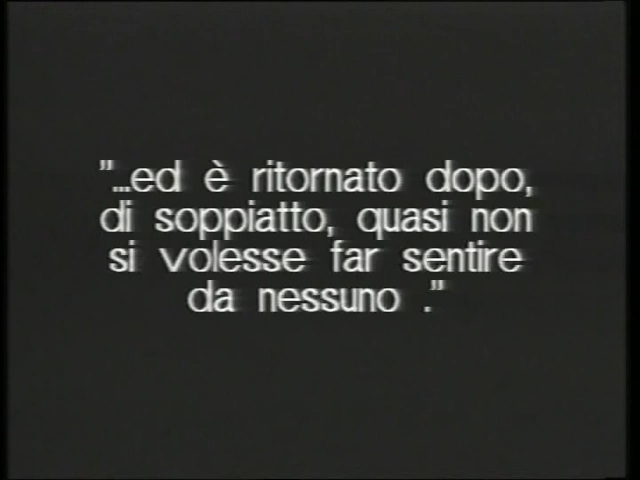 "...ed è ritornato dopo,
di soppiatto, quasi non
si volesse far sentire
da nessuno ."